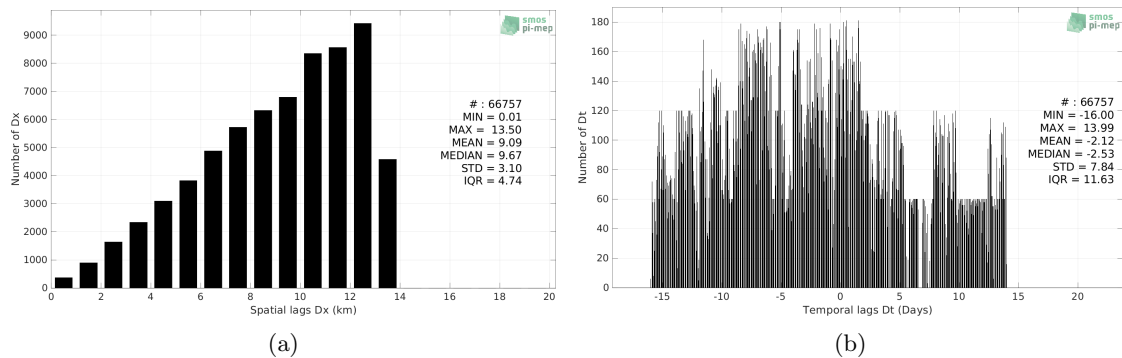 smos
pi-mep
# : 66757
MIN = 0.01
MAX = 13.50
MEAN = 9.09
MEDIAN = 9.67
STD = 3.10
IQR = 4.74
Number of Dx
9000
8000
7000
6000
5000
4000
3000
2000
1000
0
0 2 4 6 8 10 12 14 16 18 20
Spatial lags Dx (km)
(a)
smos
pi-mep
# : 66757
MIN = -16.00
MAX = 13.99
MEAN = -2.12
MEDIAN = -2.53
STD = 7.84
IQR = 11.63
Number of Dt
180
160
140
120
100
80
60
40
20
0
-15 -10 -5 0 5 10 15 20
Temporal lags Dt (Days)
(b)